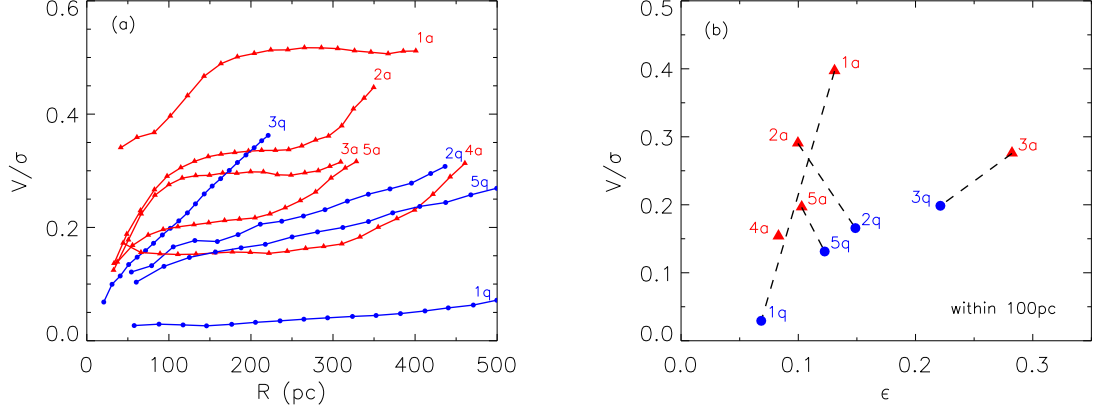 (a)
1a
2a
3q
3a
5a
2q
4a
5q
1q
0.6
0.4
0.2
0.0
V/σ
0
100
200
300
400
500
R (pc)
(b)
1a
2a
3a
5a
3q
4a
2q
5q
1q
within 100pc
0.5
0.4
0.3
0.2
0.1
0.0
V/σ
0.0
0.1
0.2
0.3
ϵ